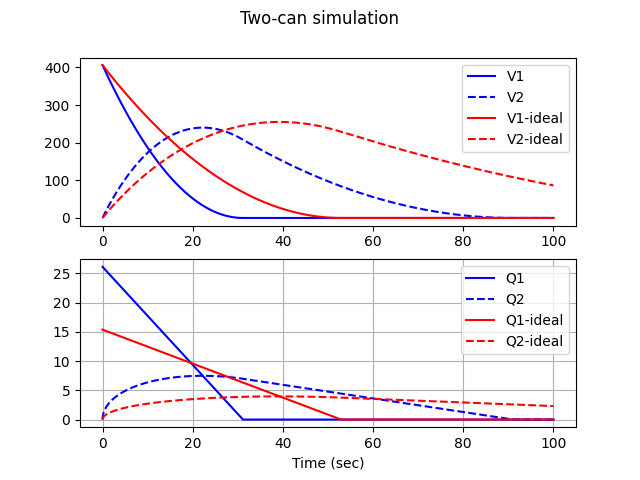 Two-can simulation
400
300
200
100
0
V1
V2
V1-ideal
V2-ideal
0 20 40 60 80 100
25
20
15
10
5
0
Q1
Q2
Q1-ideal
Q2-ideal
0 20 40 60 80 100
Time (sec)